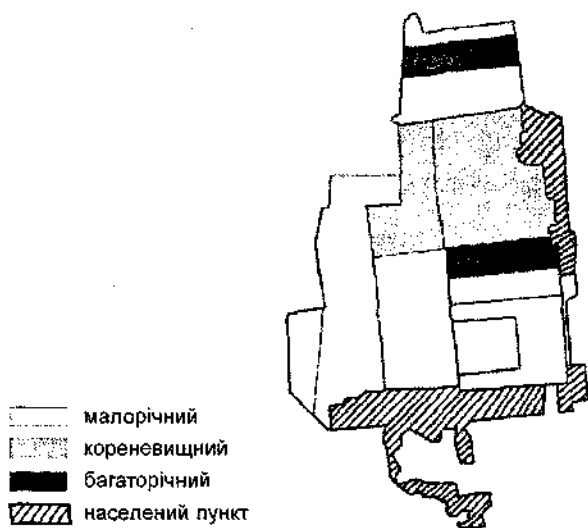 малорічний
кореневищний
багаторічний
населений пункт